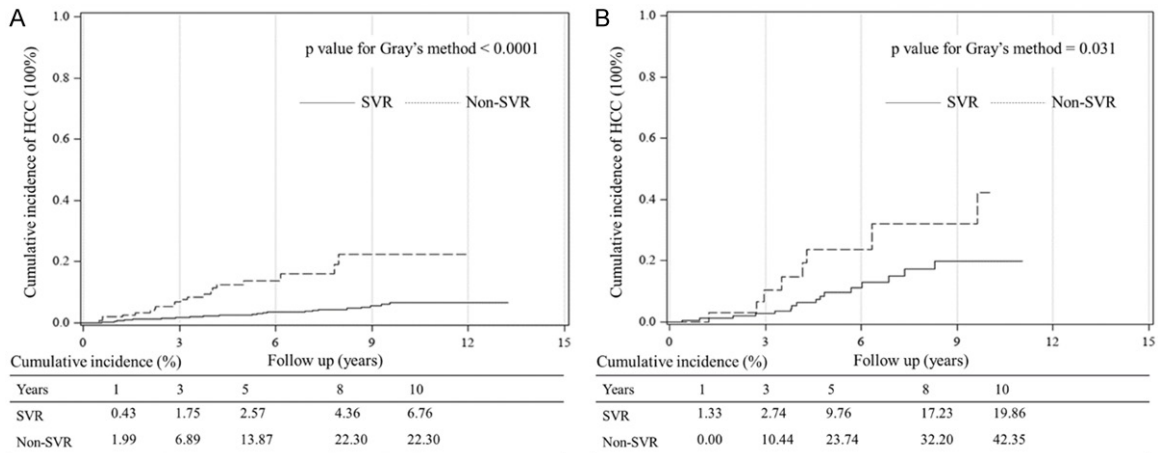 A
p value for Gray's method < 0.0001
SVR Non-SVR
Cumulative incidence of HCC (100%)
1.0
0.8
0.6
0.4
0.2
0.0
0 3 6 9 12 15
Follow up (years)
Cumulative incidence (%)
Years 1 3 5 8 10
SVR 0.43 1.75 2.57 4.36 6.76
Non-SVR 1.99 6.89 13.87 22.30 22.30
B
p value for Gray's method = 0.031
SVR Non-SVR
Cumulative incidence of HCC (100%)
1.0
0.8
0.6
0.4
0.2
0.0
0 3 6 9 12 15
Follow up (years)
Cumulative incidence (%)
Years 1 3 5 8 10
SVR 1.33 2.74 9.76 17.23 19.86
Non-SVR 0.00 10.44 23.74 32.20 42.35